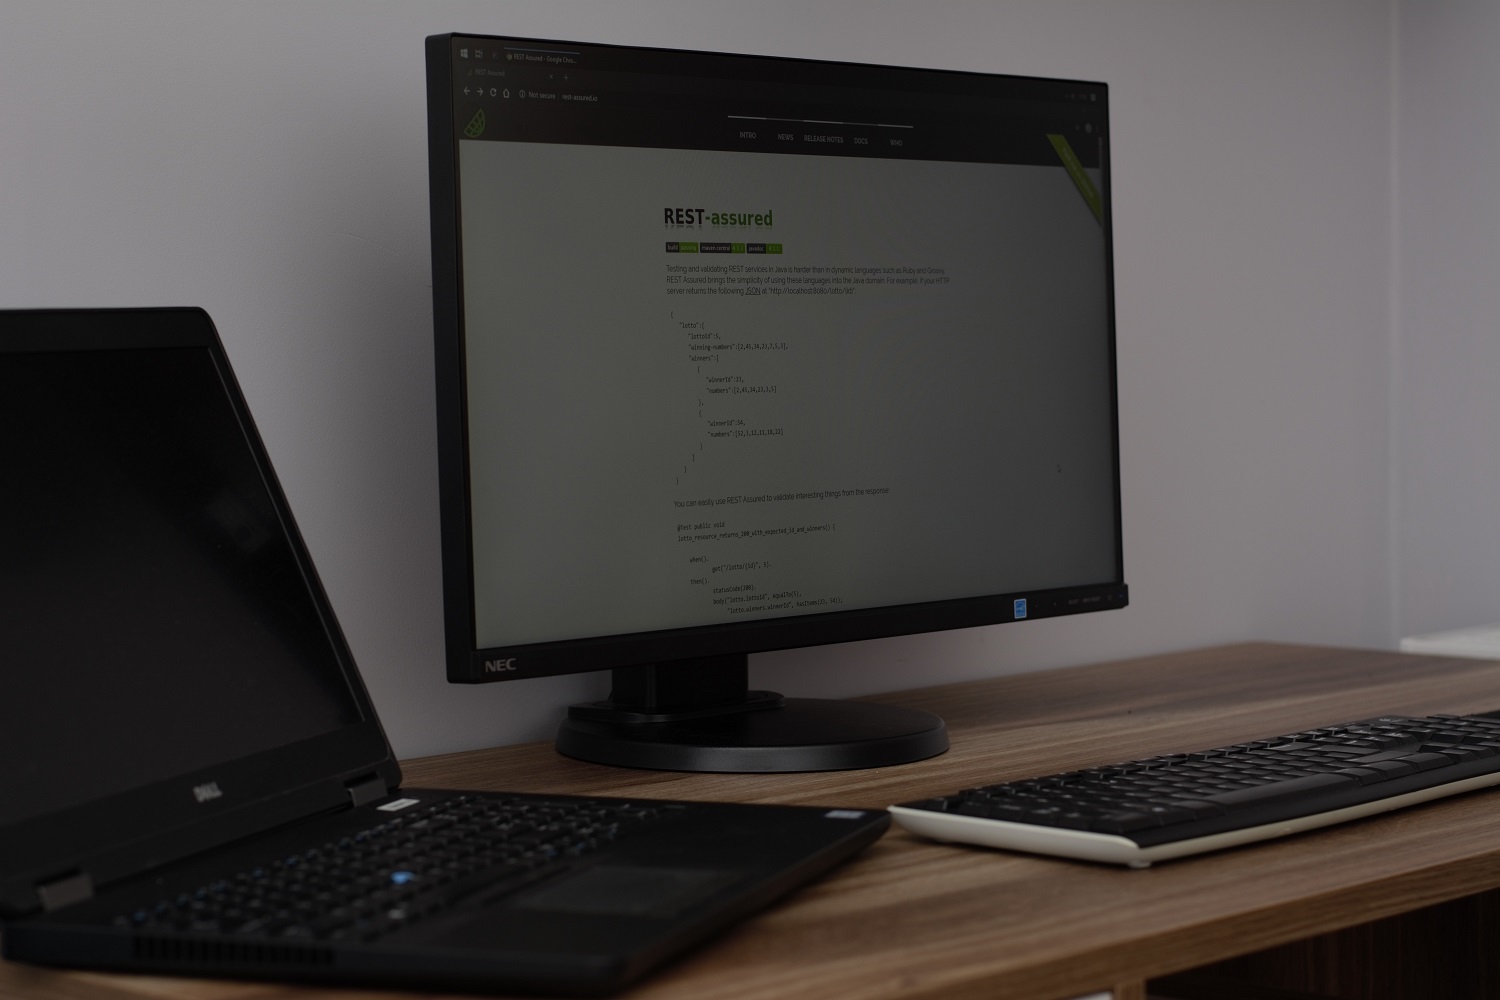 REST Assured - Google Chro...
REST Assured
Not secure rest-assured.io
INTRO NEWS RELEASE NOTES DOCS WHO
REST-assured
build passing maven central javadoc
Testing and validating REST services in Java is harder than in dynamic languages such as Ruby and Groovy.
REST Assured brings the simplicity of using these languages into the Java domain. For example, if your HTTP
server returns the following JSON at "http://localhost:8080/lotto/{id}":
{
"lotto":{
"lottoId":5,
"winning-numbers":[2,45,34,23,7,5,3],
"winners":[
{
"winnerId":23,
"numbers":[2,45,34,23,3,5]
},
{
"winnerId":54,
"numbers":[52,3,12,11,18,22]
}
]
}
}
You can easily use REST Assured to validate interesting things from the response:
@Test public void
lotto_resource_returns_200_with_expected_id_and_winners() {
when().
get("/lotto/{id}", 5).
then().
statusCode(200).
body("lotto.lottoId", equalTo(5),
"lotto.winners.winnerId", hasItems(23, 54));
NEC
DELL